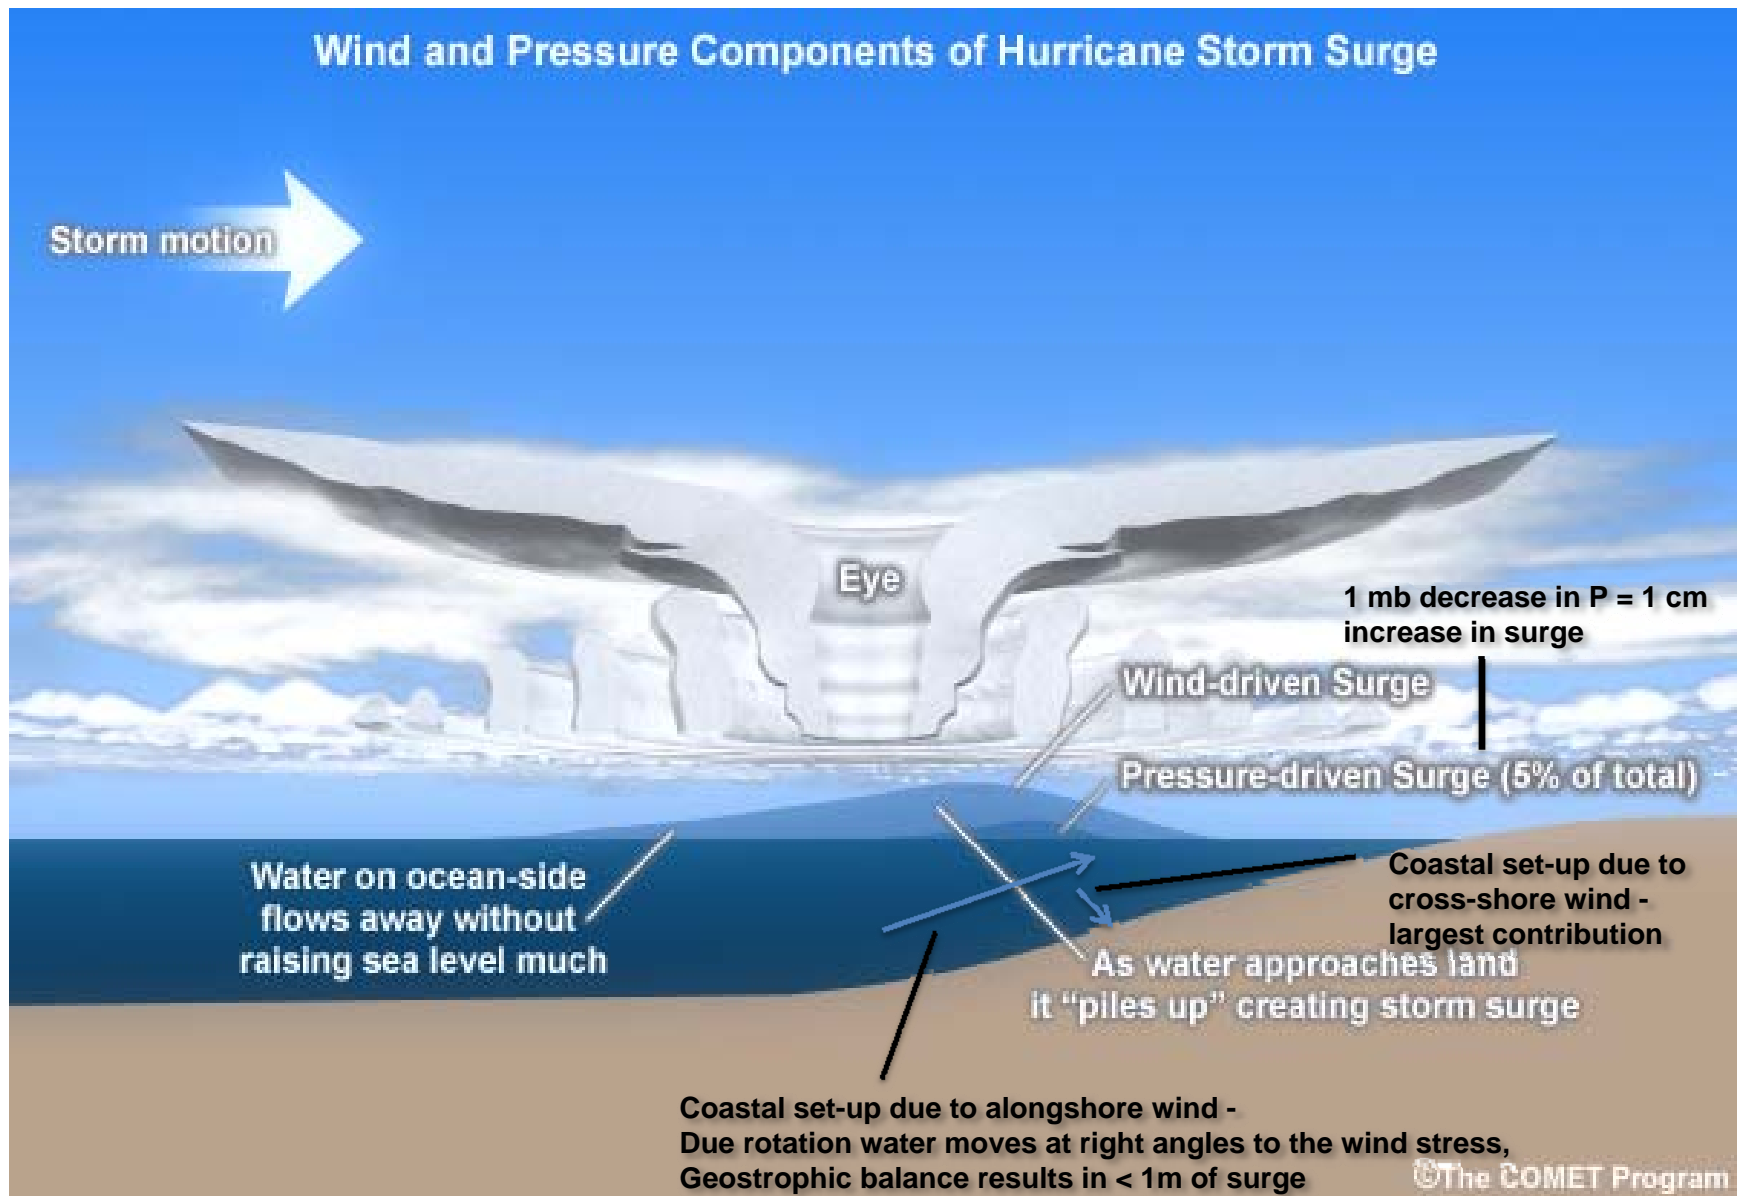 Wind and Pressure Components of Hurricane Storm Surge
Storm motion
Eye
1 mb decrease in P = 1 cm
increase in surge
Wind-driven Surge
Pressure-driven Surge (5% of total)
Water on ocean-side
flows away without
raising sea level much
Coastal set-up due to
cross-shore wind -
largest contribution
As water approaches land
it “piles up” creating storm surge
Coastal set-up due to alongshore wind -
Due rotation water moves at right angles to the wind stress,
Geostrophic balance results in < 1m of surge
©The COMET Program